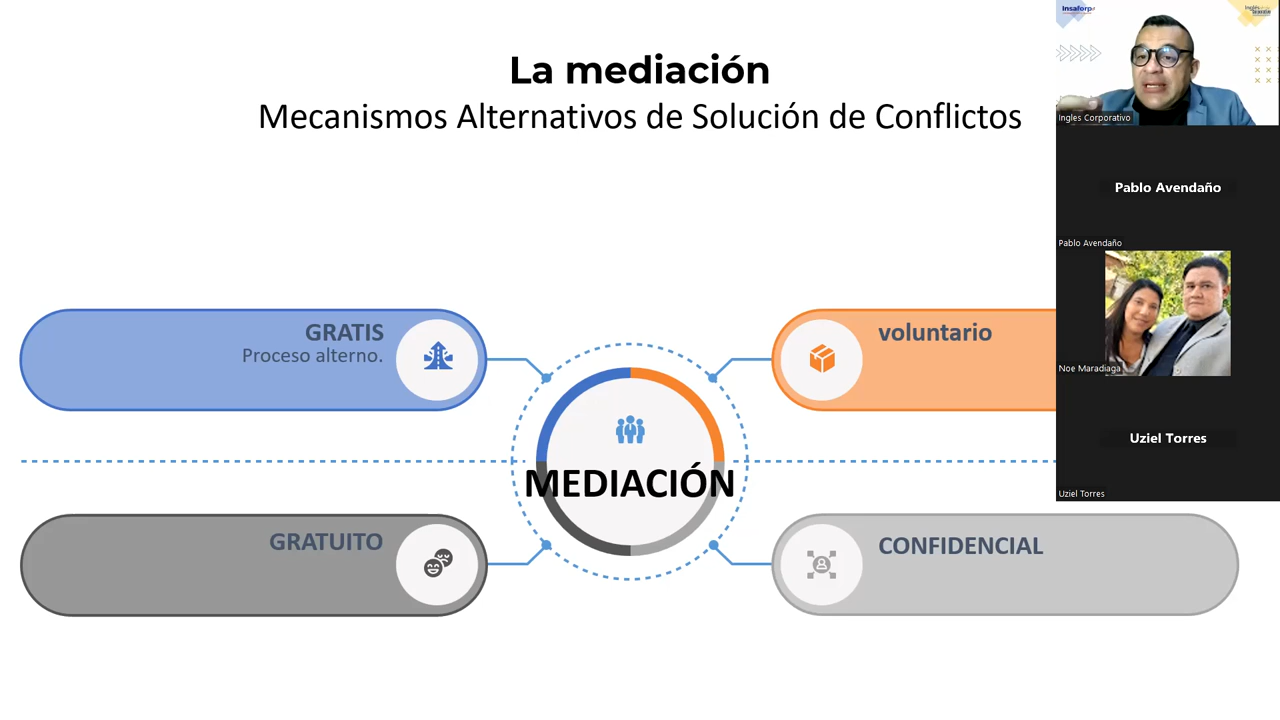 La mediación
Mecanismos Alternativos de Solución de Conflictos
GRATIS
Proceso alterno.
voluntario
MEDIACIÓN
GRATUITO
CONFIDENCIAL
insaforp
Ingles Corporativo
Pablo Avendaño
Pablo Avendaño
Noe Maradiaga
Uziel Torres
Uziel Torres